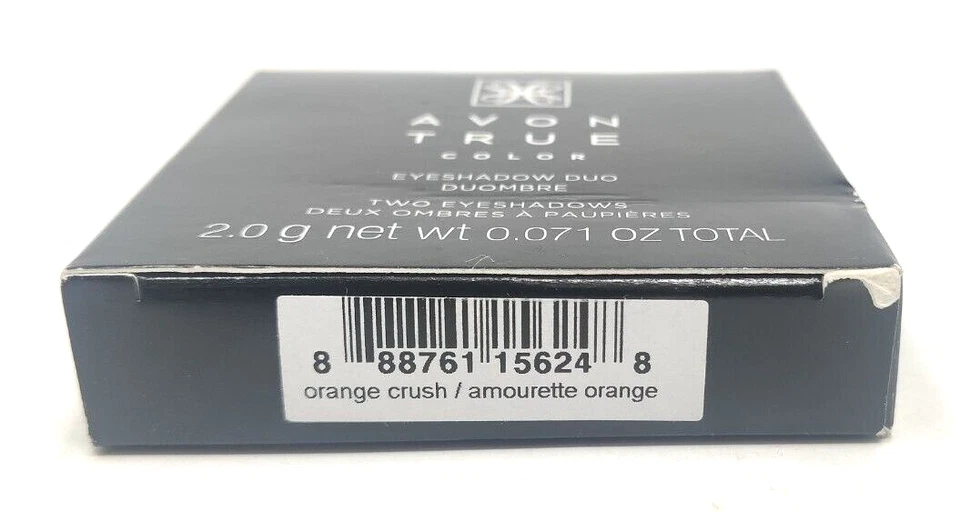 AVON
TRUE
COLOR
EYESHADOW DUO
DUOMBRE
TWO EYESHADOWS
DEUX OMBRES À PAUPIÈRES
2.0 g net wt 0.071 OZ TOTAL
8 88761 15624 8
orange crush / amourette orange